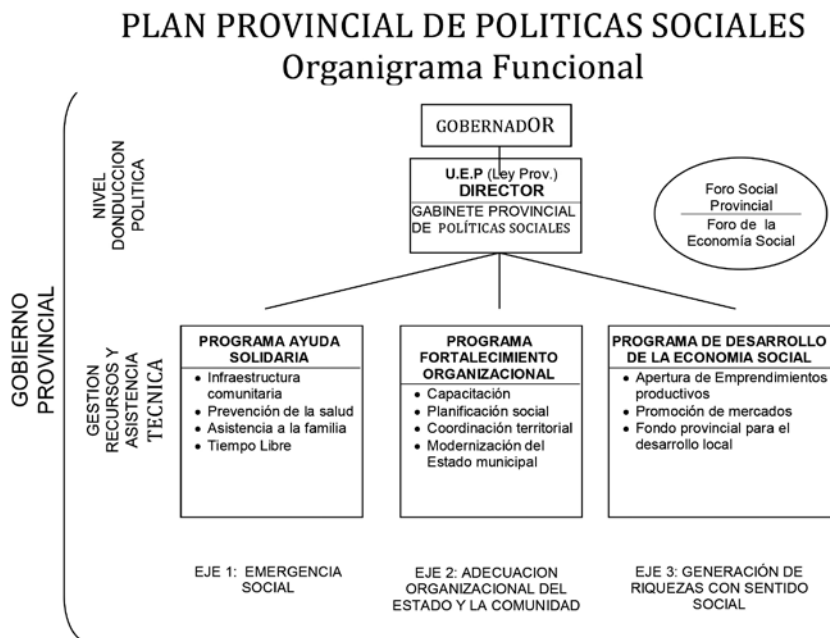 PLAN PROVINCIAL DE POLITICAS SOCIALES
Organigrama Funcional
GOBIERNO
PROVINCIAL
NIVEL
DONDUCCION
POLITICA
GOBERNADOR
U.E.P (Ley Prov.)
DIRECTOR
GABINETE PROVINCIAL
DE POLÍTICAS SOCIALES
Foro Social
Provincial
Foro de la
Economía Social
GESTION
RECURSOS Y
ASISTENCIA
TECNICA
PROGRAMA AYUDA
SOLIDARIA
• Infraestructura
comunitaria
• Prevención de la salud
• Asistencia a la familia
• Tiempo Libre
PROGRAMA
FORTALECIMIENTO
ORGANIZACIONAL
• Capacitación
• Planificación social
• Coordinación territorial
• Modernización del
Estado municipal
PROGRAMA DE DESARROLLO
DE LA ECONOMIA SOCIAL
• Apertura de Emprendimientos
productivos
• Promoción de mercados
• Fondo provincial para el
desarrollo local
EJE 1: EMERGENCIA
SOCIAL
EJE 2: ADECUACION
ORGANIZACIONAL DEL
ESTADO Y LA COMUNIDAD
EJE 3: GENERACIÓN DE
RIQUEZAS CON SENTIDO
SOCIAL